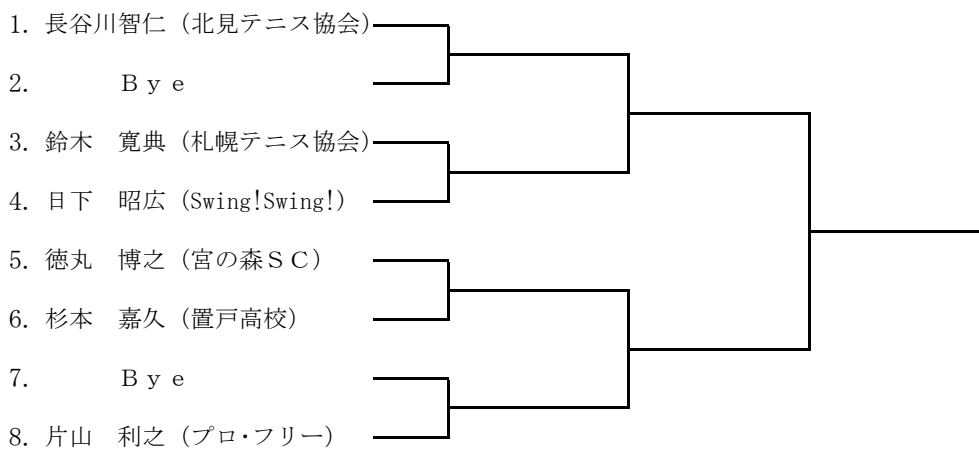 1. 長谷川智仁（北見テニス協会）
2. Ｂｙｅ
3. 鈴木　寛典（札幌テニス協会）
4. 日下　昭広（Swing!Swing!）
5. 徳丸　博之（宮の森ＳＣ）
6. 杉本　嘉久（置戸高校）
7. Ｂｙｅ
8. 片山　利之（プロ・フリー）